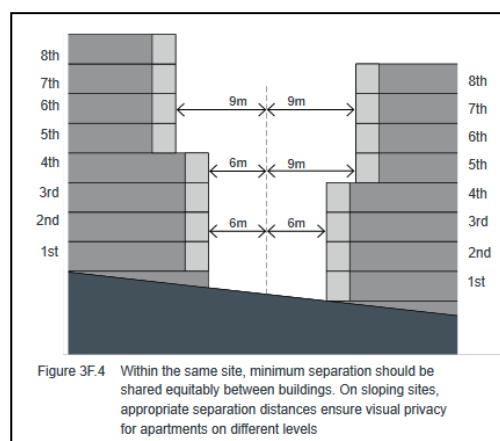 8th
7th
6th
5th
4th
3rd
2nd
1st
9m 9m
6m 9m
6m 6m
8th
7th
6th
5th
4th
3rd
2nd
1st
Figure 3F.4 Within the same site, minimum separation should be
shared equitably between buildings. On sloping sites,
appropriate separation distances ensure visual privacy
for apartments on different levels